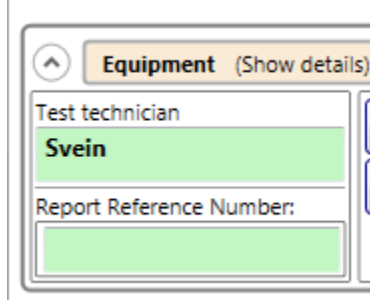 Equipment (Show details)
Test technician
Svein
Report Reference Number: